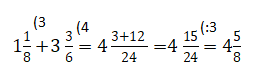 (3 (4 (:3
1 1/8 + 3 3/6 = 4 3+12/24 = 4 15/24 = 4 5/8